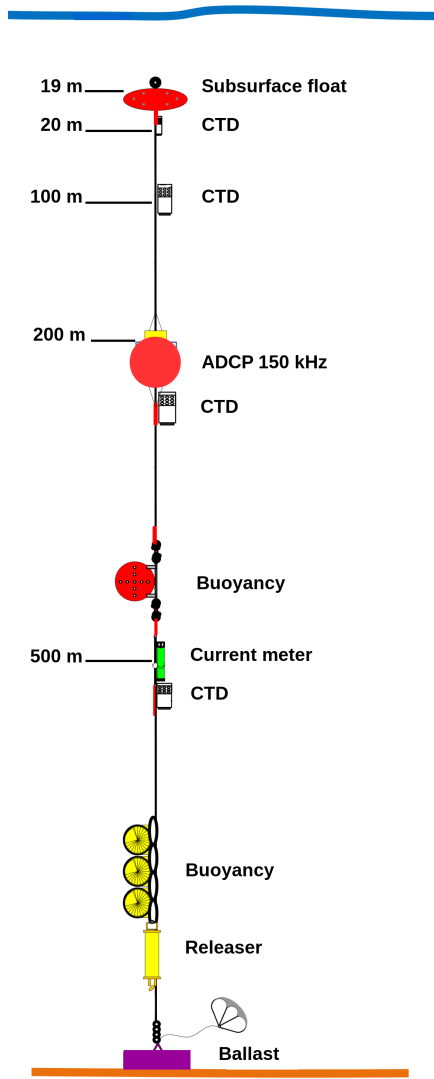 19 m Subsurface float
20 m CTD
100 m CTD
200 m
ADCP 150 kHz
CTD
Buoyancy
500 m Current meter
CTD
Buoyancy
Releaser
Ballast